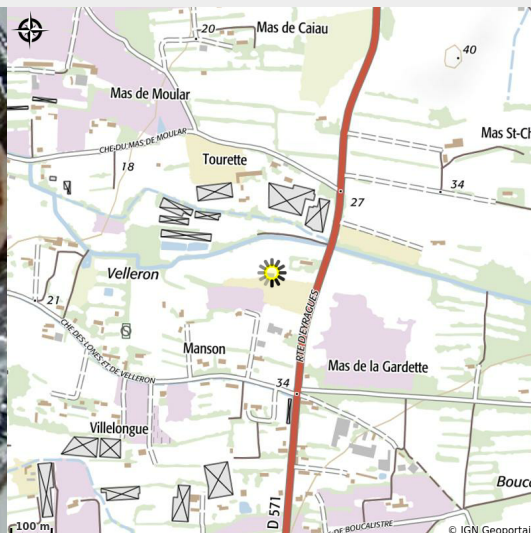 20
Mas de Caiau
40
Mas de Moular
CHE DU MAS DE MOULAR
Mas St-Ch
Tourette
18
34
27
Velleron
21
RTE D'EYRAGUES
CHE DES LONES ET DE VELLERON
Manson
Mas de la Gardette
34
Villelongue
Bouca
D 571
DE BOUCALISTRE
100 m
© IGN Geoportai